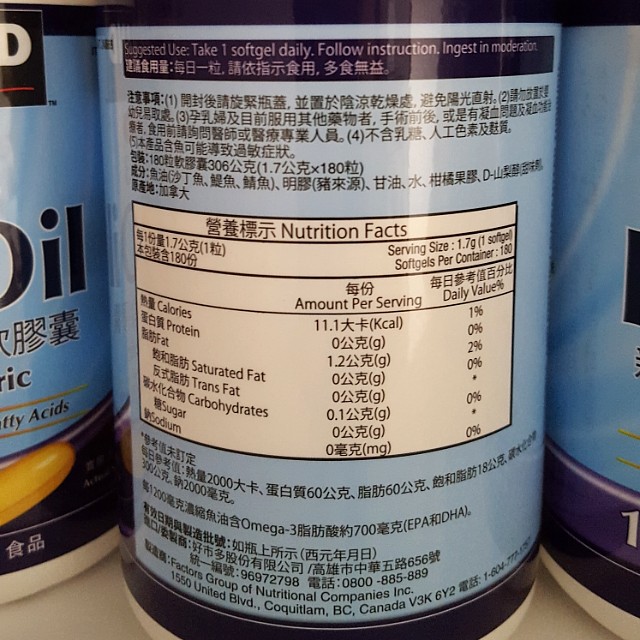 D
TM
Oil
軟膠囊
ric
atty Acids
食品
Suggested Use: Take 1 softgel daily. Follow instruction. Ingest in moderation.
建議食用量:每日一粒, 請依指示食用, 多食無益。
注意事項:(1) 開封後請旋緊瓶蓋, 並置於陰涼乾燥處, 避免陽光直射, (2)請勿放置於嬰
幼兒易取處, (3)孕乳婦及目前服用其他藥物者, 手術前後, 或是有凝血問題及凝血功能
療者, 食用前請詢問醫師或醫療專業人員, (4)不含乳糖、人工色素及麩質。
(5)本產品含魚可能導致過敏症狀。
包裝:180粒軟膠囊306公克(1.7公克×180粒)
成分:魚油(沙丁魚, 鯷魚, 鯖魚)、明膠(豬來源)、甘油、水、柑橘果膠、D-山梨醇(甜味劑)。
原產地:加拿大
營養標示 Nutrition Facts
每1份量1.7公克(1粒) Serving Size : 1.7g (1 softgel)
本包裝含180份 Softgels Per Container : 180
每份 每日參考值百分比
Amount Per Serving Daily Value%
熱量 Calories 11.1大卡(Kcal) 1%
蛋白質 Protein 0公克(g) 0%
脂肪Fat 1.2公克(g) 2%
飽和脂肪 Saturated Fat 0公克(g) 0%
反式脂肪 Trans Fat 0公克(g) *
碳水化合物 Carbohydrates 0.1公克(g) 0%
糖Sugar 0公克(g) *
鈉Sodium 0毫克(mg) 0%
*參考值未訂定
每日參考值:熱量2000大卡、蛋白質60公克、脂肪60公克、飽和脂肪18公克、碳水化合物
300公克, 鈉2000毫克。
每1200毫克濃縮魚油含Omega-3脂肪酸約700毫克(EPA和DHA)。
有效日期與製造批號:如瓶上所示 (西元年月日)
進口/委製商:好市多股份有限公司 /高雄市中華五路656號
統一編號:96972798 電話:0800 -885-889
製造商:Factors Group of Nutritional Companies Inc.
1550 United Blvd., Coquitlam, BC, Canada V3K 6Y2 電話: 1-604-777-
1